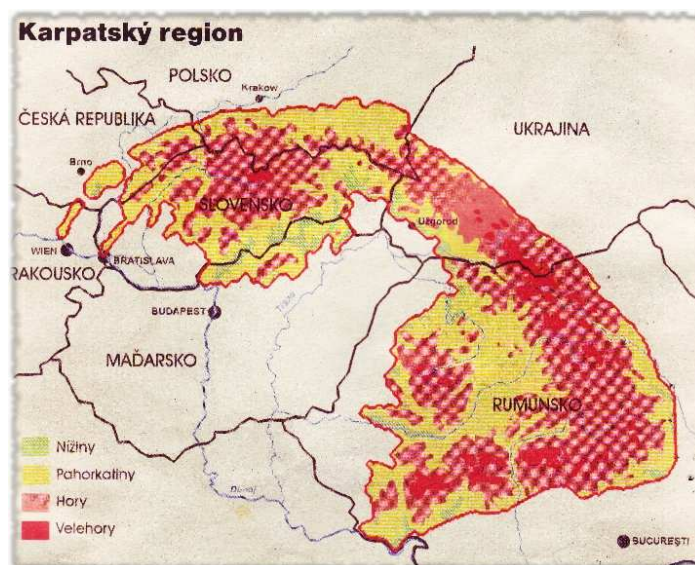 Karpatský region
POLSKO
Krakow
ČESKÁ REPUBLIKA
UKRAJINA
Brno
SLOVENSKO
Užgorod
WIEN
RAKOUSKO
BRATISLAVA
BUDAPEST
MAĎARSKO
RUMUNSKO
Nížiny
Pahorkatiny
Hory
Velehory
Dunaj
BUCUREŞTI